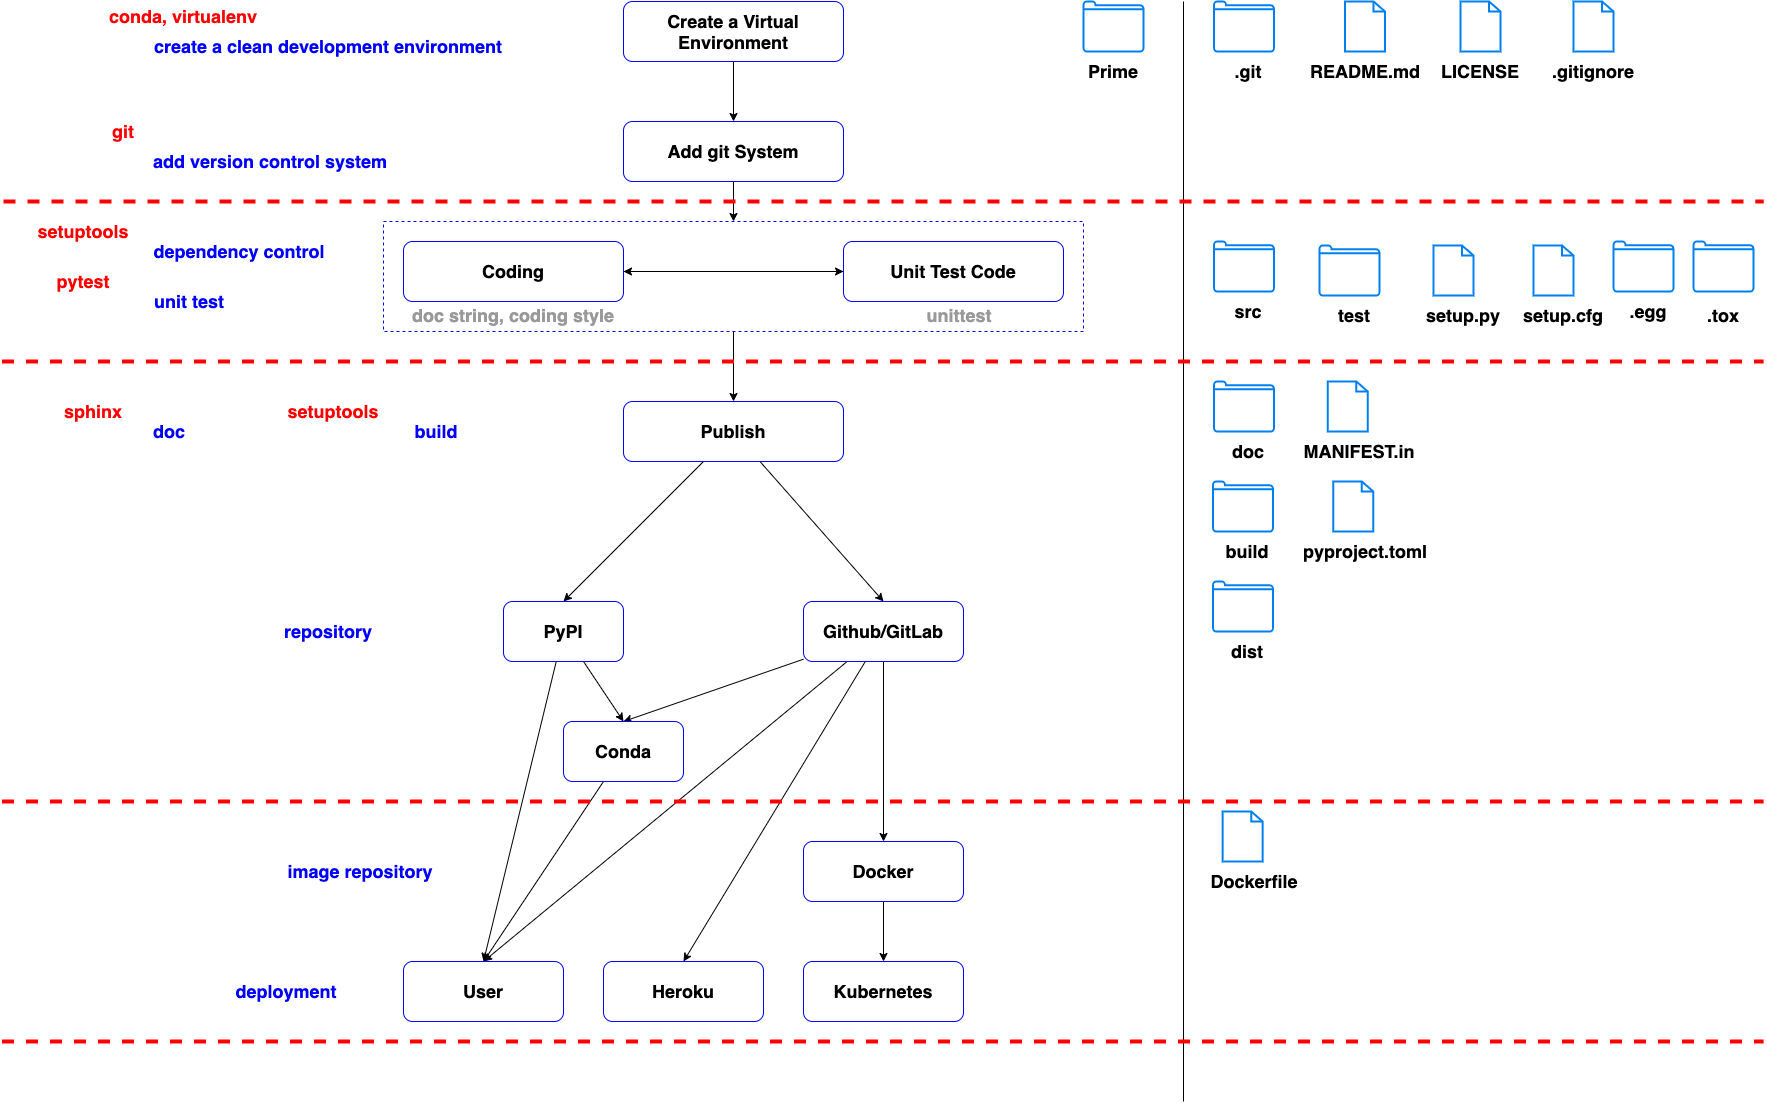 conda, virtualenv
create a clean development environment
Create a Virtual
Environment
Prime
.git
README.md
LICENSE
.gitignore
git
add version control system
Add git System
setuptools
dependency control
pytest
unit test
Coding
Unit Test Code
doc string, coding style
unittest
src
test
setup.py
setup.cfg
.egg
.tox
sphinx
doc
setuptools
build
Publish
doc
MANIFEST.in
build
pyproject.toml
repository
PyPI
Github/GitLab
dist
Conda
image repository
Docker
Dockerfile
deployment
User
Heroku
Kubernetes